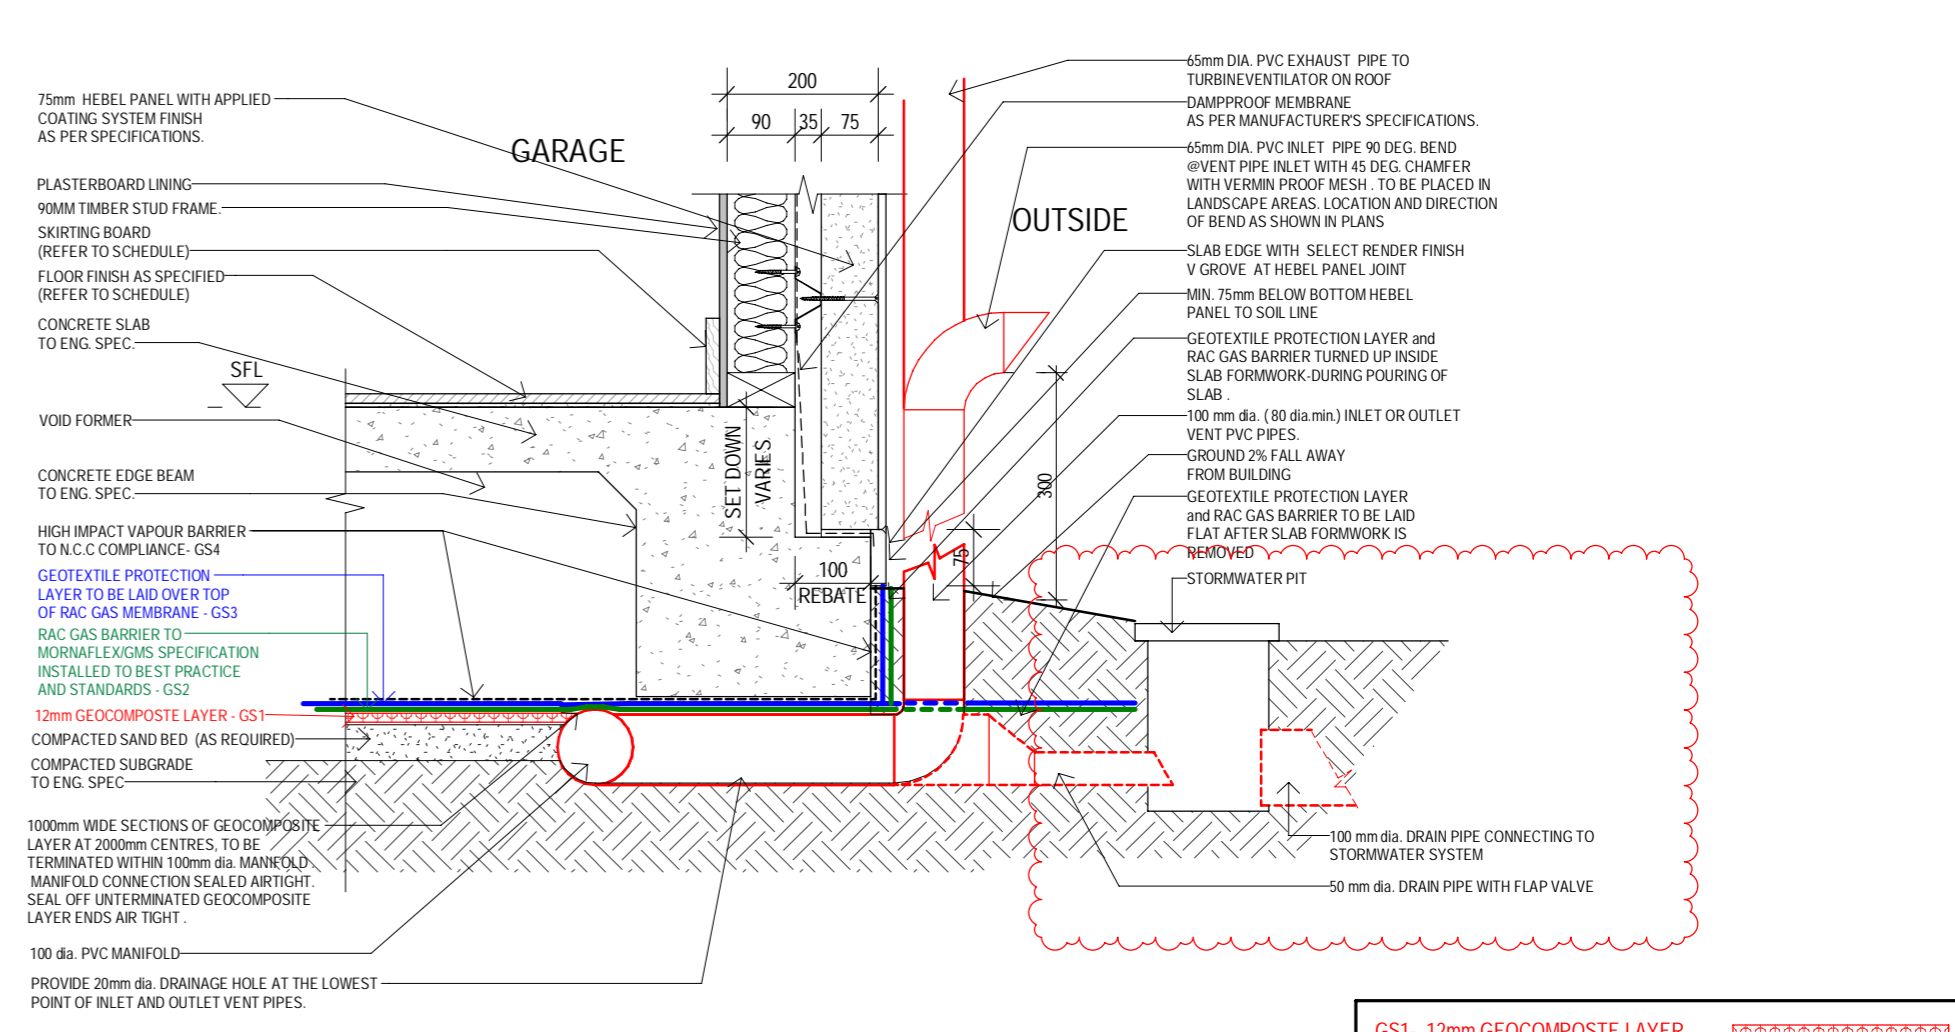 75mm  HEBEL PANEL WITH APPLIED
COATING SYSTEM FINISH
AS PER SPECIFICATIONS.
PLASTERBOARD LINING
90MM TIMBER STUD FRAME.
SKIRTING BOARD
(REFER TO SCHEDULE)
FLOOR FINISH AS SPECIFIED
(REFER TO SCHEDULE)
CONCRETE SLAB
TO ENG. SPEC.
SFL
VOID FORMER
CONCRETE EDGE BEAM
TO ENG. SPEC.
HIGH IMPACT VAPOUR BARRIER
TO N.C.C COMPLIANCE- GS4
GEOTEXTILE PROTECTION
LAYER TO BE LAID OVER TOP
OF RAC GAS MEMBRANE - GS3
RAC GAS BARRIER TO
MORNAFLEX/GMS SPECIFICATION
INSTALLED TO BEST PRACTICE
AND STANDARDS - GS2
12mm GEOCOMPOSTE LAYER - GS1
COMPACTED SAND BED  (AS REQUIRED)
COMPACTED SUBGRADE
TO ENG. SPEC
1000mm WIDE SECTIONS OF GEOCOMPOSITE
LAYER AT 2000mm CENTRES, TO BE
TERMINATED WITHIN 100mm dia. MANIFOLD .
MANIFOLD CONNECTION SEALED AIRTIGHT.
SEAL OFF UNTERMINATED GEOCOMPOSITE
LAYER ENDS AIR TIGHT .
100 dia. PVC MANIFOLD
PROVIDE 20mm dia. DRAINAGE HOLE AT THE LOWEST
POINT OF INLET AND OUTLET VENT PIPES.
GARAGE
200
90
35
75
OUTSIDE
SET DOWN
VARIES
100
REBATE
75
300
65mm DIA. PVC EXHAUST  PIPE TO
TURBINEVENTILATOR ON ROOF
DAMPPROOF MEMBRANE
AS PER MANUFACTURER'S SPECIFICATIONS.
65mm DIA. PVC INLET  PIPE 90 DEG. BEND
@VENT PIPE INLET WITH 45 DEG. CHAMFER
WITH VERMIN PROOF MESH . TO BE PLACED IN
LANDSCAPE AREAS. LOCATION AND DIRECTION
OF BEND AS SHOWN IN PLANS
SLAB EDGE WITH  SELECT RENDER FINISH
V GROVE  AT HEBEL PANEL JOINT
MIN. 75mm BELOW BOTTOM HEBEL
PANEL TO SOIL LINE
GEOTEXTILE PROTECTION LAYER and
RAC GAS BARRIER TURNED UP INSIDE
SLAB FORMWORK-DURING POURING OF
SLAB .
100 mm dia. ( 80 dia.min.) INLET OR OUTLET
VENT PVC PIPES.
GROUND 2% FALL AWAY
FROM BUILDING
GEOTEXTILE PROTECTION LAYER
and RAC GAS BARRIER TO BE LAID
FLAT AFTER SLAB FORMWORK IS
REMOVED
STORMWATER PIT
100 mm dia. DRAIN PIPE CONNECTING TO
STORMWATER SYSTEM
50 mm dia. DRAIN PIPE WITH FLAP VALVE
GS1 - 12mm GEOCOMPOSTE LAYER